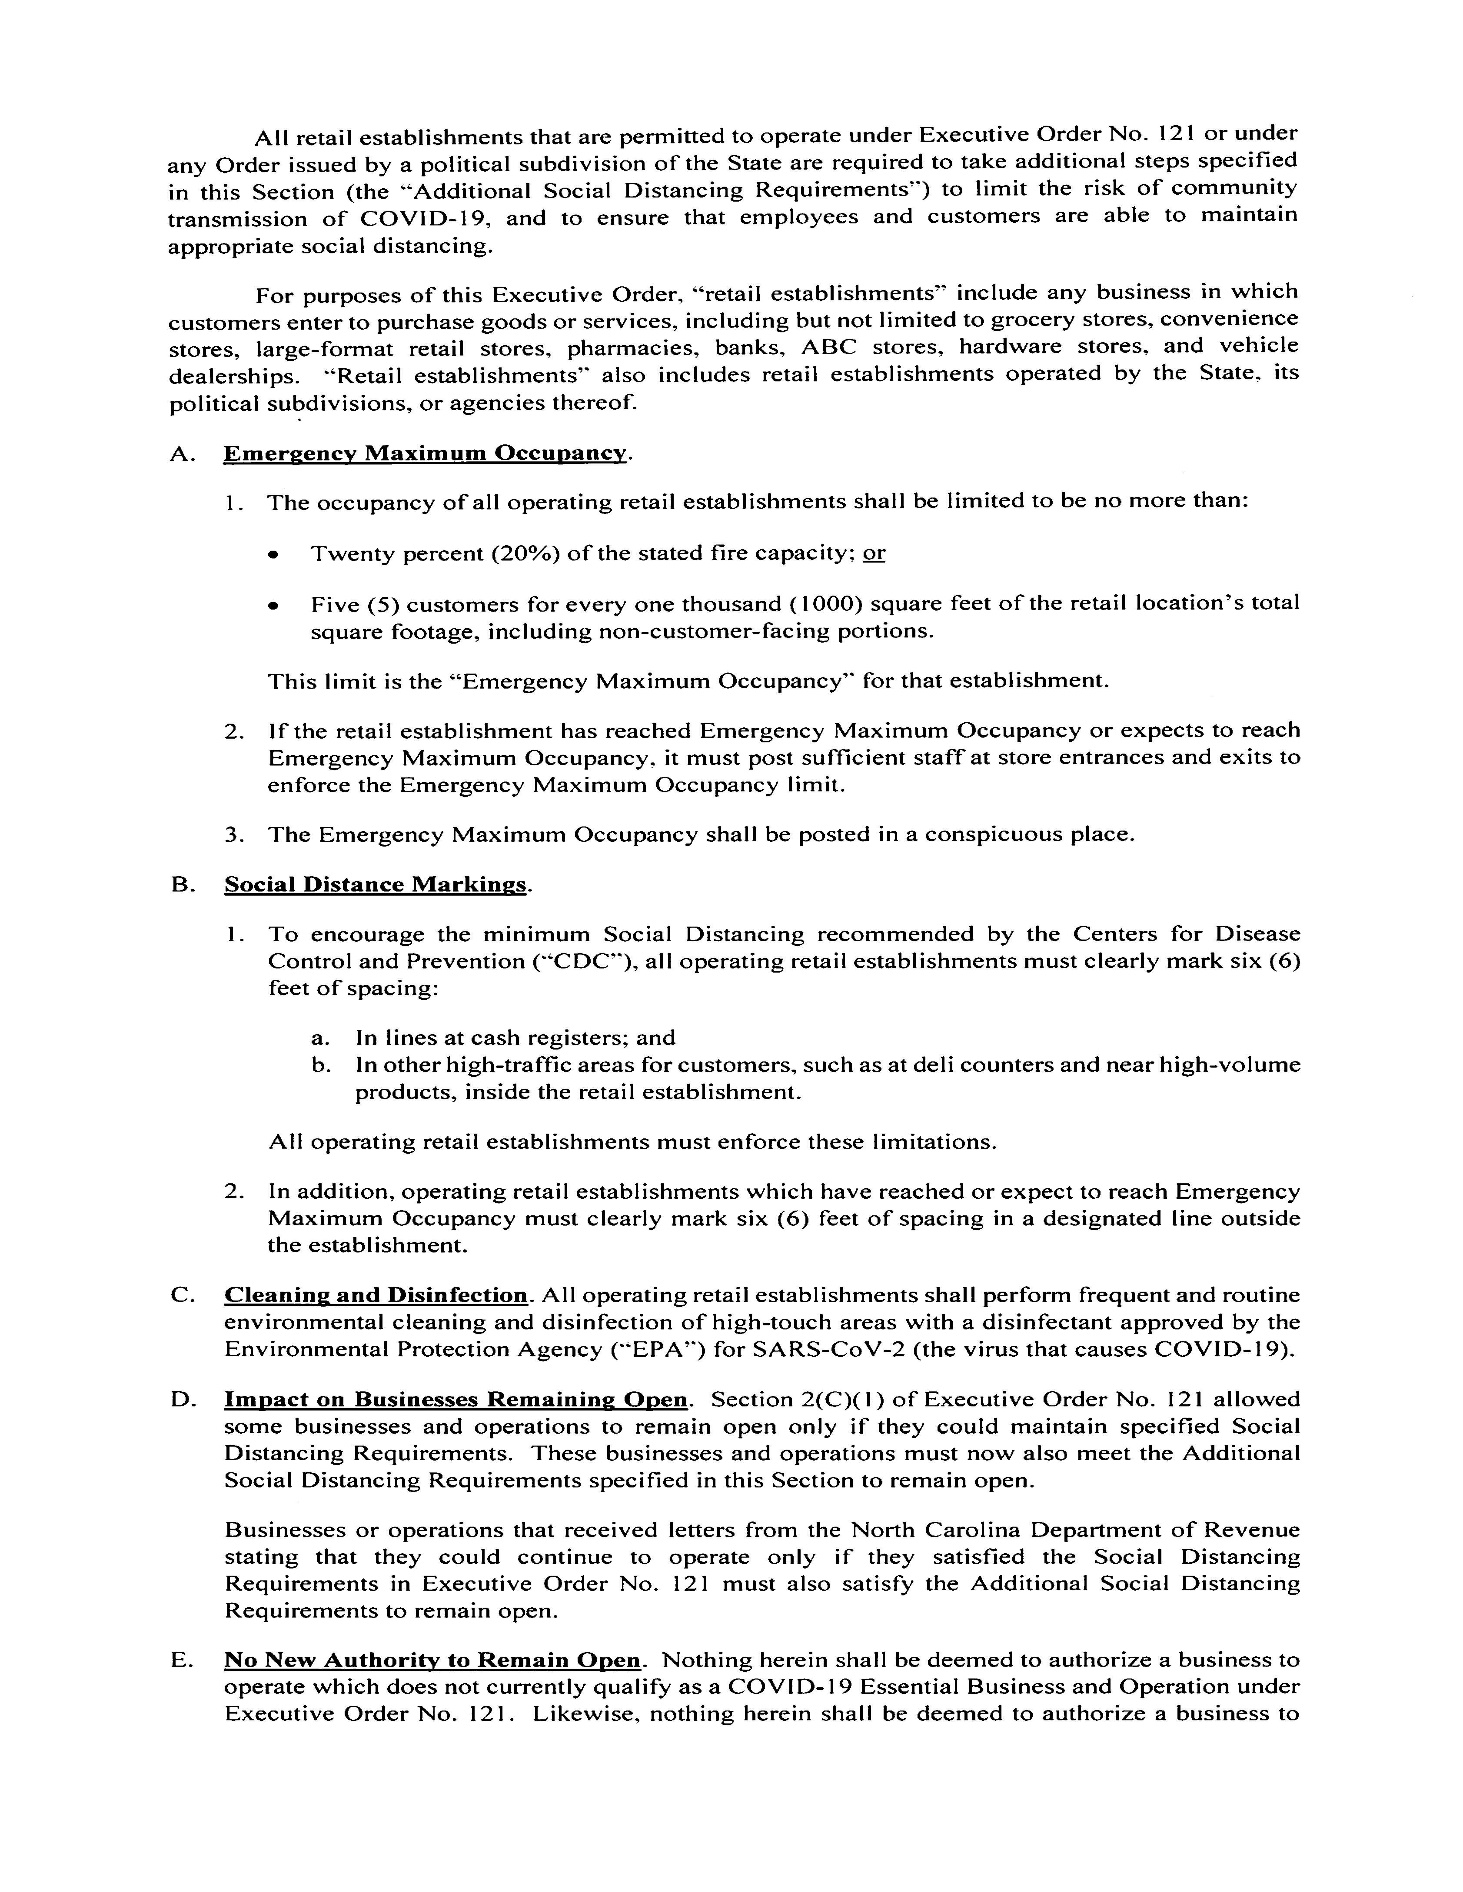 All retail establishments that are permitted to operate under Executive Order No. 121 or under
any Order issued by a political subdivision of the State are required to take additional steps specified
in this Section (the “Additional Social Distancing Requirements”) to limit the risk of community
transmission of COVID-19, and to ensure that employees and customers are able to maintain
appropriate social distancing.
For purposes of this Executive Order, “retail establishments” include any business in which
customers enter to purchase goods or services, including but not limited to grocery stores, convenience
stores, large-format retail stores, pharmacies, banks, ABC stores, hardware stores, and vehicle
dealerships. “Retail establishments” also includes retail establishments operated by the State, its
political subdivisions, or agencies thereof.
A. Emergency Maximum Occupancy.
1. The occupancy of all operating retail establishments shall be limited to be no more than:
• Twenty percent (20%) of the stated fire capacity; or
• Five (5) customers for every one thousand (1000) square feet of the retail location’s total
square footage, including non-customer-facing portions.
This limit is the “Emergency Maximum Occupancy” for that establishment.
2. If the retail establishment has reached Emergency Maximum Occupancy or expects to reach
Emergency Maximum Occupancy, it must post sufficient staff at store entrances and exits to
enforce the Emergency Maximum Occupancy limit.
3. The Emergency Maximum Occupancy shall be posted in a conspicuous place.
B. Social Distance Markings.
1. To encourage the minimum Social Distancing recommended by the Centers for Disease
Control and Prevention (“CDC”), all operating retail establishments must clearly mark six (6)
feet of spacing:
a. In lines at cash registers; and
b. In other high-traffic areas for customers, such as at deli counters and near high-volume
products, inside the retail establishment.
All operating retail establishments must enforce these limitations.
2. In addition, operating retail establishments which have reached or expect to reach Emergency
Maximum Occupancy must clearly mark six (6) feet of spacing in a designated line outside
the establishment.
C. Cleaning and Disinfection. All operating retail establishments shall perform frequent and routine
environmental cleaning and disinfection of high-touch areas with a disinfectant approved by the
Environmental Protection Agency (“EPA”) for SARS-CoV-2 (the virus that causes COVID-19).
D. Impact on Businesses Remaining Open. Section 2(C)(1) of Executive Order No. 121 allowed
some businesses and operations to remain open only if they could maintain specified Social
Distancing Requirements. These businesses and operations must now also meet the Additional
Social Distancing Requirements specified in this Section to remain open.
Businesses or operations that received letters from the North Carolina Department of Revenue
stating that they could continue to operate only if they satisfied the Social Distancing
Requirements in Executive Order No. 121 must also satisfy the Additional Social Distancing
Requirements to remain open.
E. No New Authority to Remain Open. Nothing herein shall be deemed to authorize a business to
operate which does not currently qualify as a COVID-19 Essential Business and Operation under
Executive Order No. 121. Likewise, nothing herein shall be deemed to authorize a business to